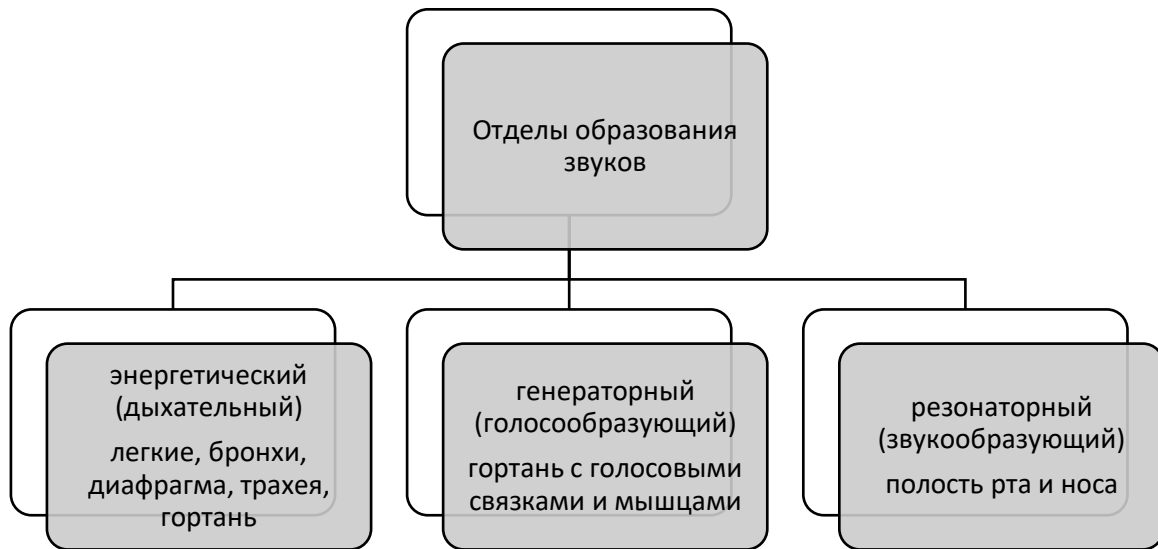 Отделы образования
звуков
энергетический
(дыхательный)
легкие, бронхи,
диафрагма, трахея,
гортань
генераторный
(голосообразующий)
гортань с голосовыми
связками и мышцами
резонаторный
(звукообразующий)
полость рта и носа